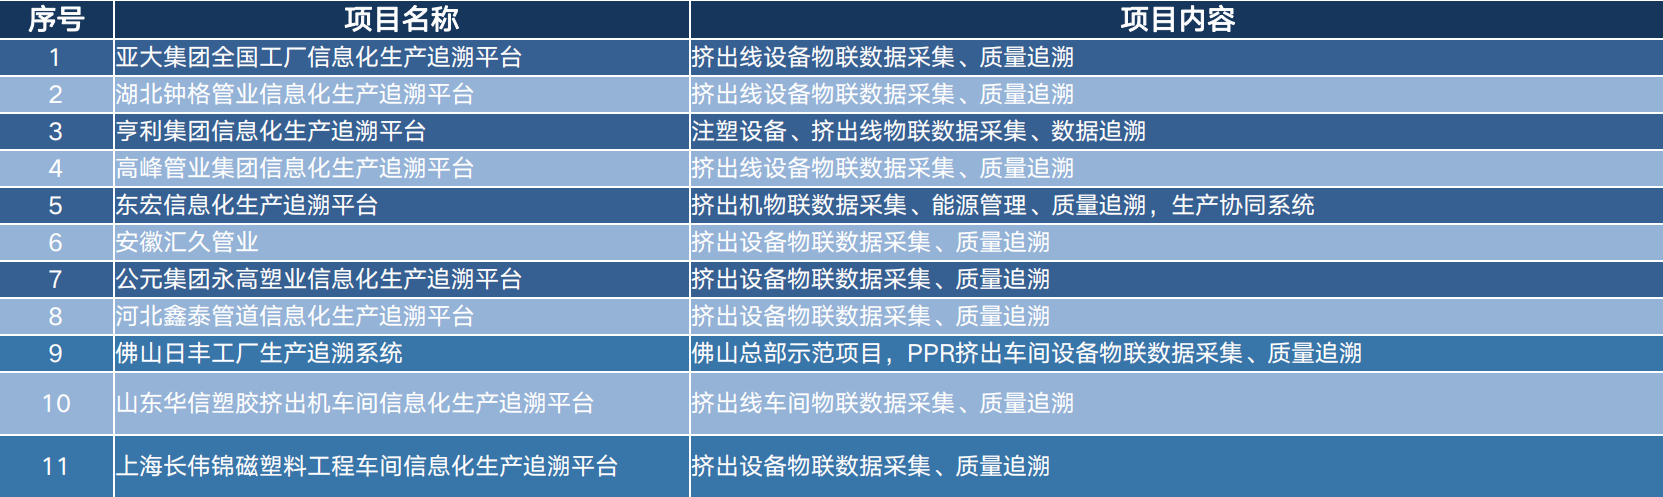 序号 项目名称 项目内容
1 亚大集团全国工厂信息化生产追溯平台 挤出线设备物联数据采集、质量追溯
2 湖北钟格管业信息化生产追溯平台 挤出线设备物联数据采集、质量追溯
3 亨利集团信息化生产追溯平台 注塑设备、挤出线物联数据采集、数据追溯
4 高峰管业集团信息化生产追溯平台 挤出线设备物联数据采集、质量追溯
5 东宏信息化生产追溯平台 挤出机物联数据采集、能源管理、质量追溯，生产协同系统
6 安徽汇久管业 挤出设备物联数据采集、质量追溯
7 公元集团永高塑业信息化生产追溯平台 挤出设备物联数据采集、质量追溯
8 河北鑫泰管道信息化生产追溯平台 挤出设备物联数据采集、质量追溯
9 佛山日丰工厂生产追溯系统 佛山总部示范项目，PPR挤出车间设备物联数据采集、质量追溯
10 山东华信塑胶挤出机车间信息化生产追溯平台 挤出线车间物联数据采集、质量追溯
11 上海长伟锦磁塑料工程车间信息化生产追溯平台 挤出设备物联数据采集、质量追溯